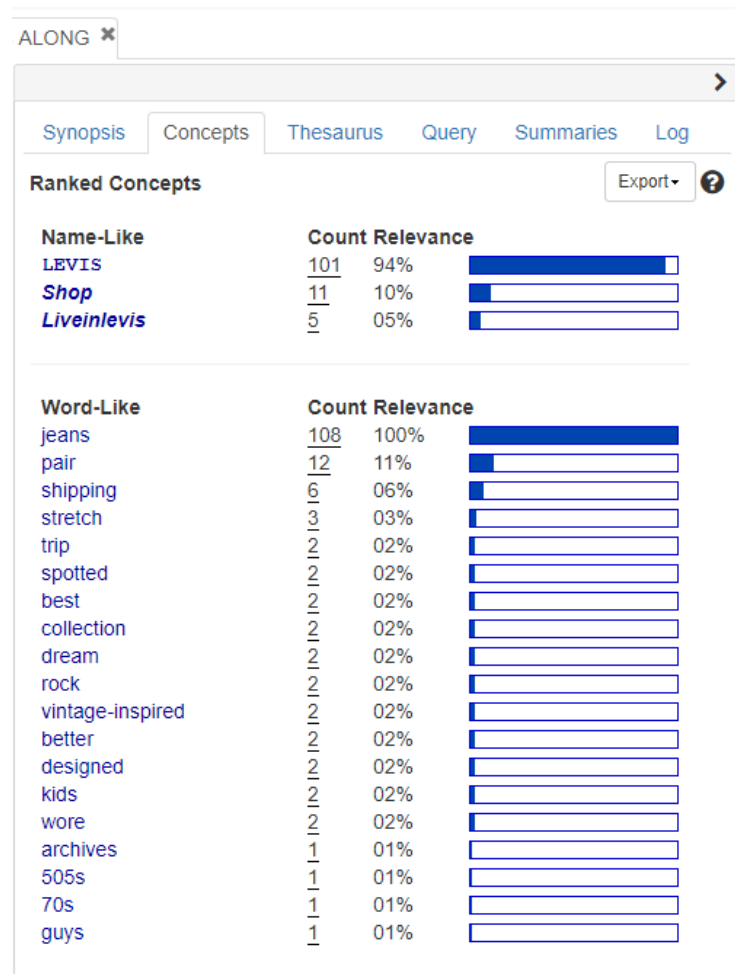 ALONG ✖
Synopsis Concepts Thesaurus Query Summaries Log
Ranked Concepts Export
Name-Like Count Relevance
LEVIS 101 94%
Shop 11 10%
Liveinlevis 5 05%
Word-Like Count Relevance
jeans 108 100%
pair 12 11%
shipping 6 06%
stretch 3 03%
trip 2 02%
spotted 2 02%
best 2 02%
collection 2 02%
dream 2 02%
rock 2 02%
vintage-inspired 2 02%
better 2 02%
designed 2 02%
kids 2 02%
wore 2 02%
archives 1 01%
505s 1 01%
70s 1 01%
guys 1 01%